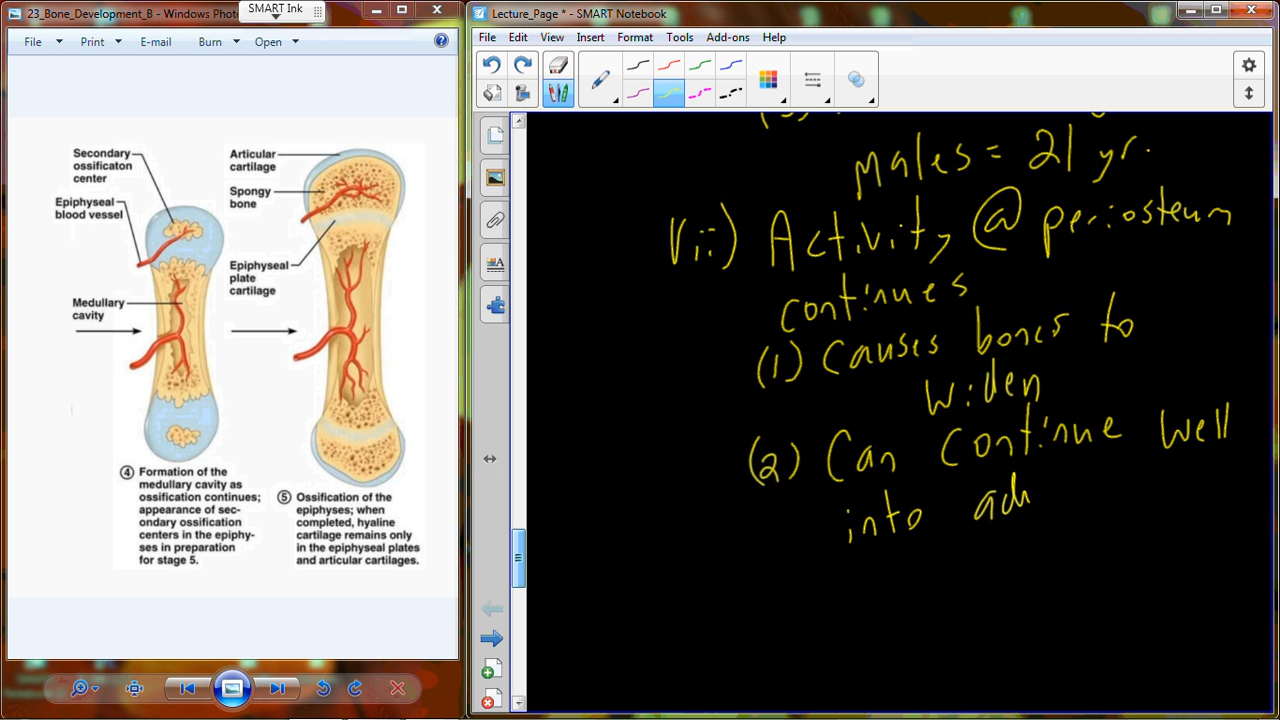 23_Bone_Development_B - Windows Phot
SMART Ink
File Print E-mail Burn Open
Secondary
ossificaton
center
Epiphyseal
blood vessel
Medullary
cavity
Articular
cartilage
Spongy
bone
Epiphyseal
plate
cartilage
④ Formation of the
medullary cavity as
ossification continues;
appearance of sec-
ondary ossification
centers in the epiphy-
ses in preparation
for stage 5.
⑤ Ossification of the
epiphyses; when
completed, hyaline
cartilage remains only
in the epiphyseal plates
and articular cartilages.
Lecture_Page * - SMART Notebook
File Edit View Insert Format Tools Add-ons Help
Males = 21 yr.
Vii) Activity @ periosteum
continues
(1) Causes bones to
widen
(2) Can continue well
into adu